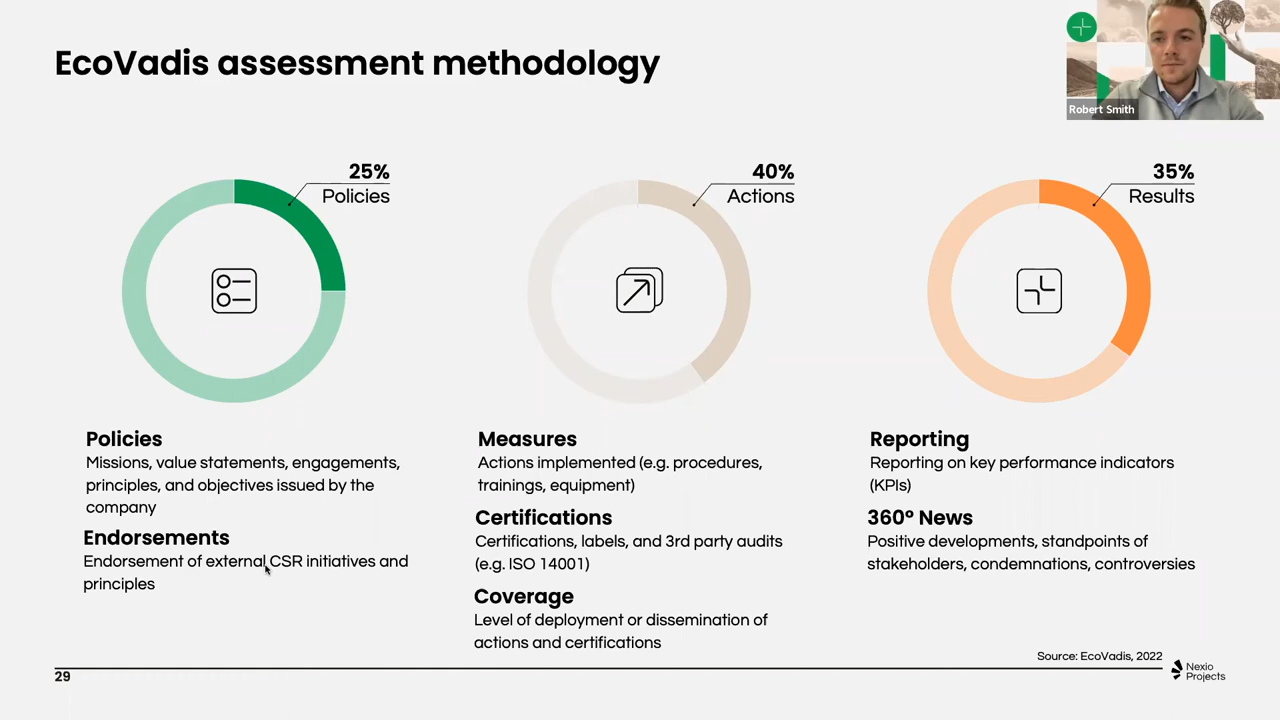 EcoVadis assessment methodology
Robert Smith
25%
Policies
40%
Actions
35%
Results
Policies
Missions, value statements, engagements,
principles, and objectives issued by the
company
Endorsements
Endorsement of external CSR initiatives and
principles
Measures
Actions implemented (e.g. procedures,
trainings, equipment)
Certifications
Certifications, labels, and 3rd party audits
(e.g. ISO 14001)
Coverage
Level of deployment or dissemination of
actions and certifications
Reporting
Reporting on key performance indicators
(KPIs)
360° News
Positive developments, standpoints of
stakeholders, condemnations, controversies
Source: EcoVadis, 2022
29
Nexio
Projects